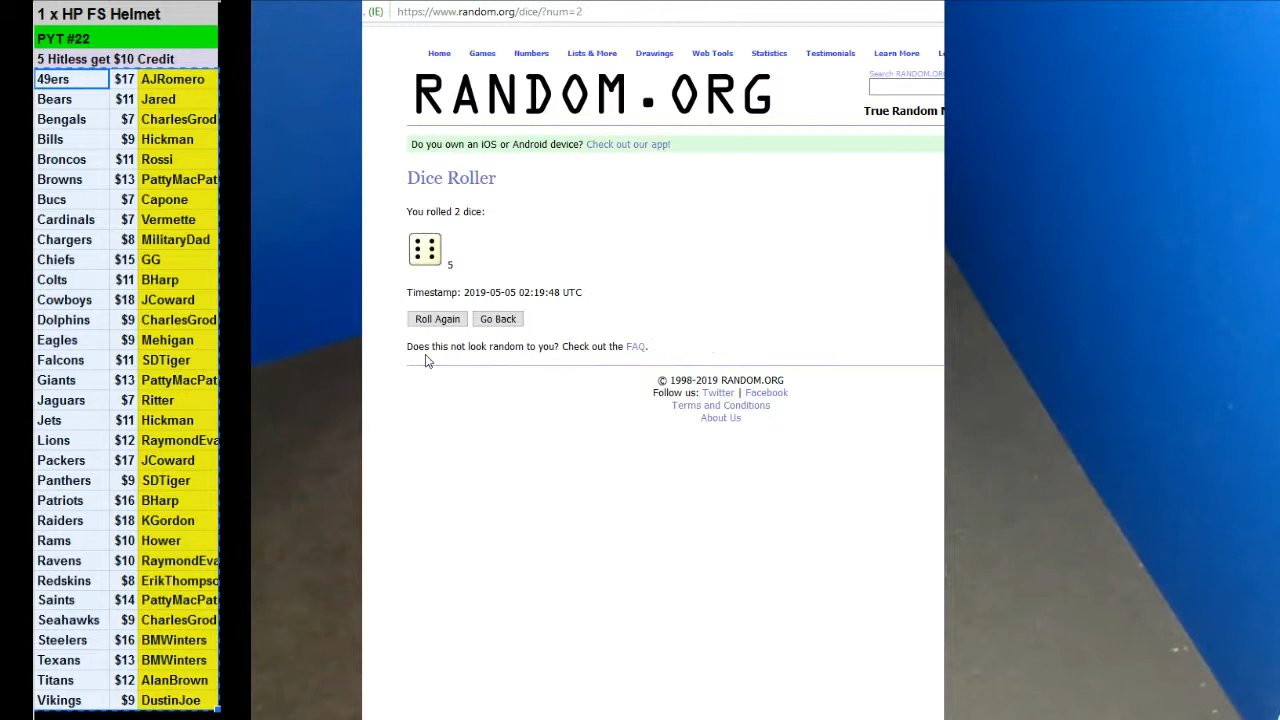 1 x HP FS Helmet
PYT #22
5 Hitless get $10 Credit
49ers $17 AJRomero
Bears $11 Jared
Bengals $7 CharlesGrod
Bills $9 Hickman
Broncos $11 Rossi
Browns $13 PattyMacPat
Bucs $7 Capone
Cardinals $7 Vermette
Chargers $8 MilitaryDad
Chiefs $15 GG
Colts $11 BHarp
Cowboys $18 JCoward
Dolphins $9 CharlesGrod
Eagles $9 Mehigan
Falcons $11 SDTiger
Giants $13 PattyMacPat
Jaguars $7 Ritter
Jets $11 Hickman
Lions $12 RaymondEva
Packers $17 JCoward
Panthers $9 SDTiger
Patriots $16 BHarp
Raiders $18 KGordon
Rams $10 Hower
Ravens $10 RaymondEva
Redskins $8 ErikThompso
Saints $14 PattyMacPat
Seahawks $9 CharlesGrod
Steelers $16 BMWinters
Texans $13 BMWinters
Titans $12 AlanBrown
Vikings $9 DustinJoe
(IE) https://www.random.org/dice/?num=2
Home Games Numbers Lists & More Drawings Web Tools Statistics Testimonials Learn More L
Search RANDOM.ORG
RANDOM.ORG
True Random N
Do you own an iOS or Android device? Check out our app!
Dice Roller
You rolled 2 dice:
5
Timestamp: 2019-05-05 02:19:48 UTC
Roll Again Go Back
Does this not look random to you? Check out the FAQ.
© 1998-2019 RANDOM.ORG
Follow us: Twitter | Facebook
Terms and Conditions
About Us